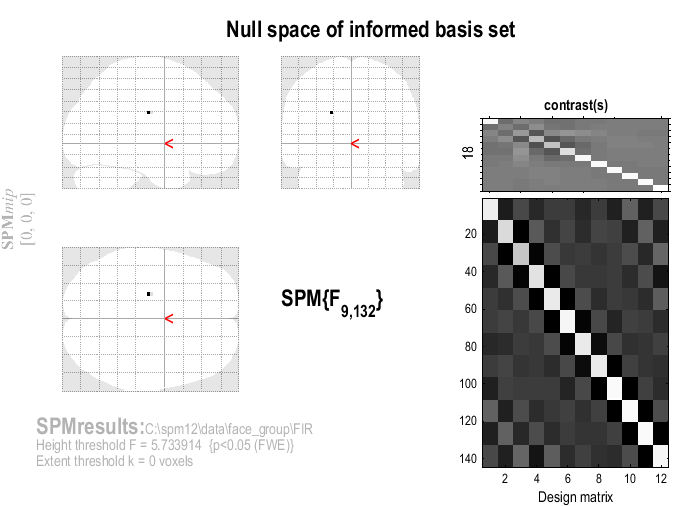 Null space of informed basis set
SPMmip
[0, 0, 0]
<
<
<
SPM{F9,132}
contrast(s)
18
20
40
60
80
100
120
140
2 4 6 8 10 12
Design matrix
SPMresults:C:\spm12\data\face_group\FIR
Height threshold F = 5.733914 {p<0.05 (FWE)}
Extent threshold k = 0 voxels